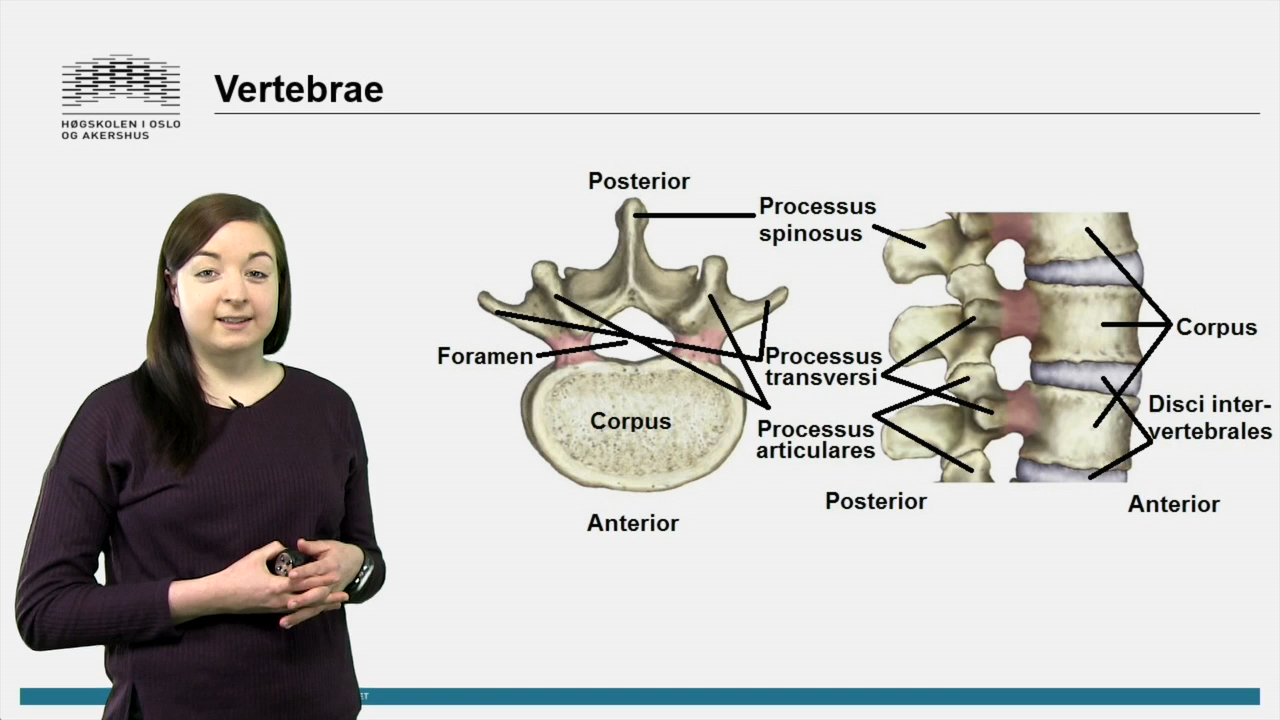 HØGSKOLEN I OSLO
OG AKERSHUS
Vertebrae
Posterior
Processus
spinosus
Foramen
Corpus
Processus
transversi
Processus
articulares
Anterior
Corpus
Disci inter-
vertebrales
Posterior
Anterior